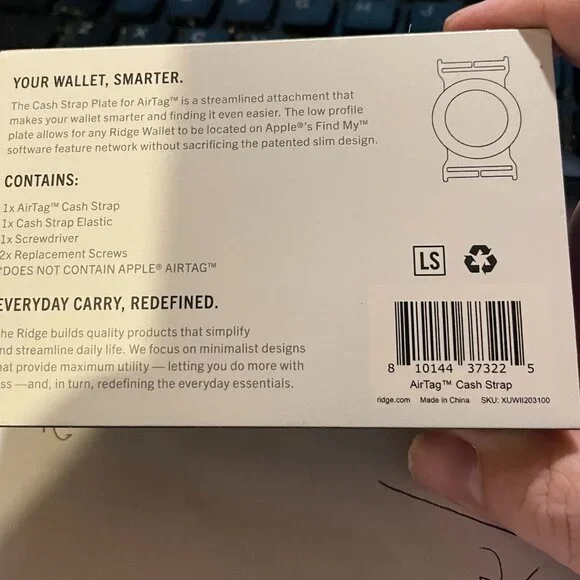 YOUR WALLET, SMARTER.
The Cash Strap Plate for AirTag™ is a streamlined attachment that
makes your wallet smarter and finding it even easier. The low profile
plate allows for any Ridge Wallet to be located on Apple®'s Find My™
software feature network without sacrificing the patented slim design.
CONTAINS:
1x AirTag™ Cash Strap
1x Cash Strap Elastic
1x Screwdriver
2x Replacement Screws
*DOES NOT CONTAIN APPLE® AIRTAG™
EVERYDAY CARRY, REDEFINED.
he Ridge builds quality products that simplify
nd streamline daily life. We focus on minimalist designs
hat provide maximum utility — letting you do more with
ss —and, in turn, redefining the everyday essentials.
LS
8 10144 37322 5
AirTag™ Cash Strap
ridge.com Made in China SKU: XUWII203100